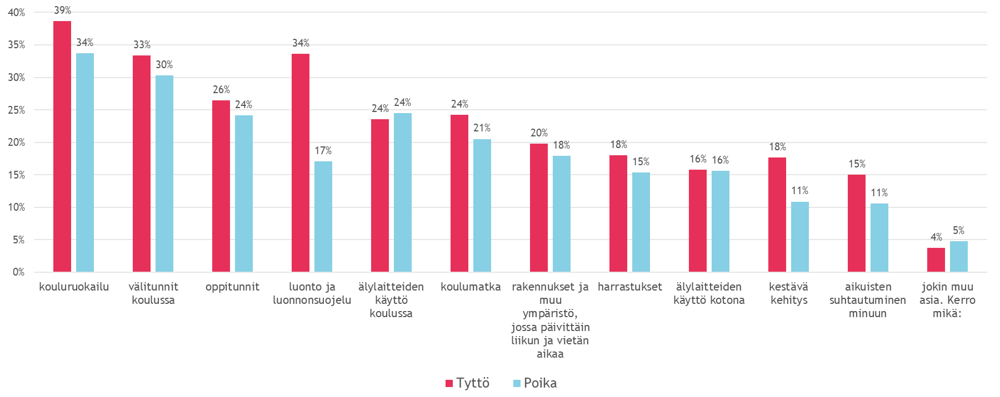 40%
35%
30%
25%
20%
15%
10%
5%
0%
39%
34%
33%
30%
26%
24%
34%
17%
24%
24%
24%
21%
20%
18%
18%
15%
16%
16%
18%
11%
15%
11%
4%
5%
kouluruokailu
välitunnit
koulussa
oppitunnit
luonto ja
luonnonsuojelu
älylaitteiden
käyttö
koulussa
koulumatka
rakennukset ja
muu
ympäristö,
jossa päivittäin
liikun ja vietän
aikaa
harrastukset
älylaitteiden
käyttö kotona
kestävä
kehitys
aikuisten
suhtautuminen
minuun
jokin muu
asia. Kerro
mikä:
Tyttö
Poika